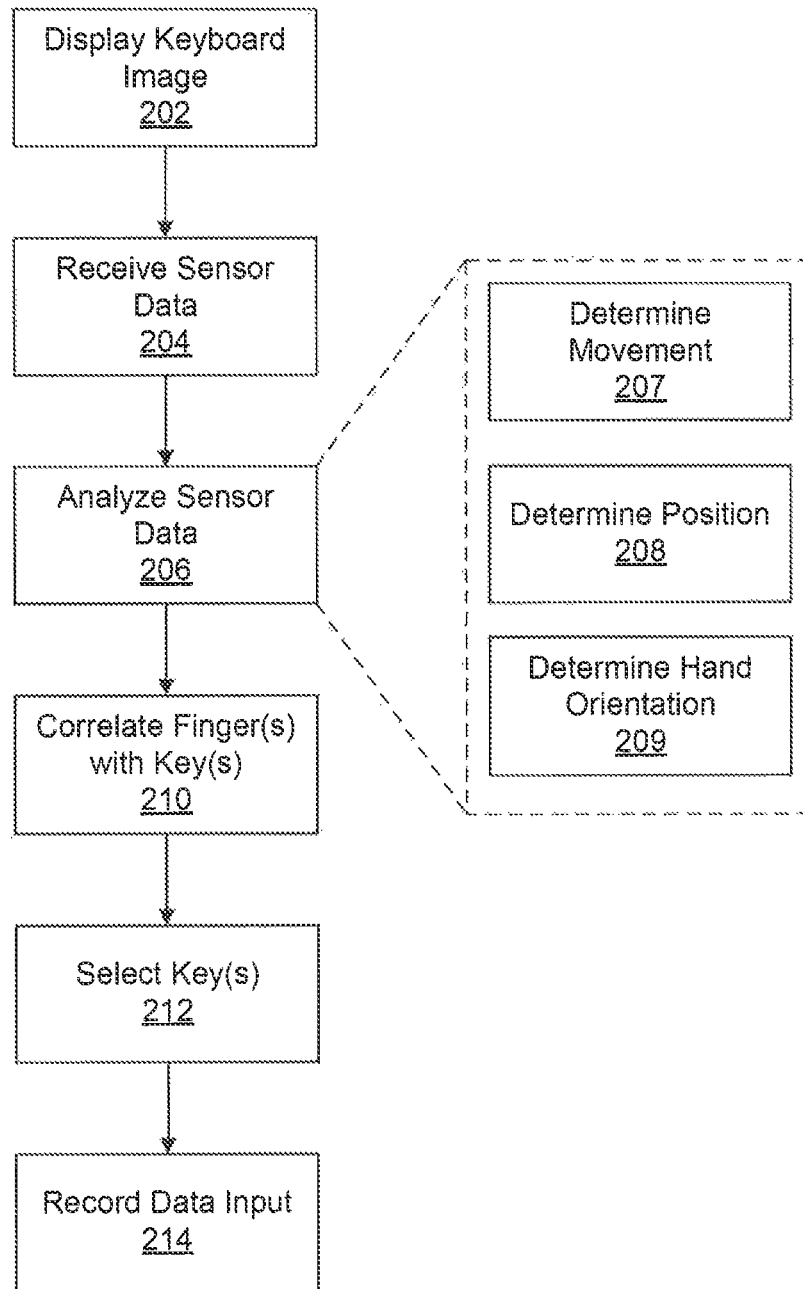 Display Keyboard
Image
202
Receive Sensor
Data
204
Analyze Sensor
Data
206
Determine
Movement
207
Determine Position
208
Determine Hand
Orientation
209
Correlate Finger(s)
with Key(s)
210
Select Key(s)
212
Record Data Input
214